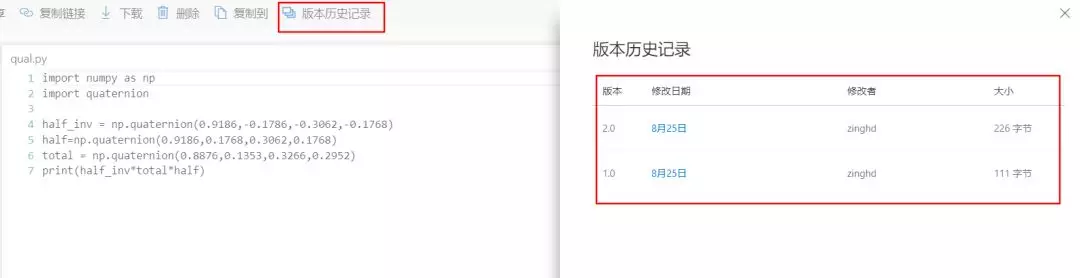 享 复制链接 下载 删除 复制到 版本历史记录
qual.py
1 import numpy as np
2 import quaternion
3
4 half_inv = np.quaternion(0.9186,-0.1786,-0.3062,-0.1768)
5 half=np.quaternion(0.9186,0.1768,0.3062,0.1768)
6 total = np.quaternion(0.8876,0.1353,0.3266,0.2952)
7 print(half_inv*total*half)
版本历史记录
版本 修改日期 修改者 大小
2.0 8月25日 zinghd 226 字节
1.0 8月25日 zinghd 111 字节